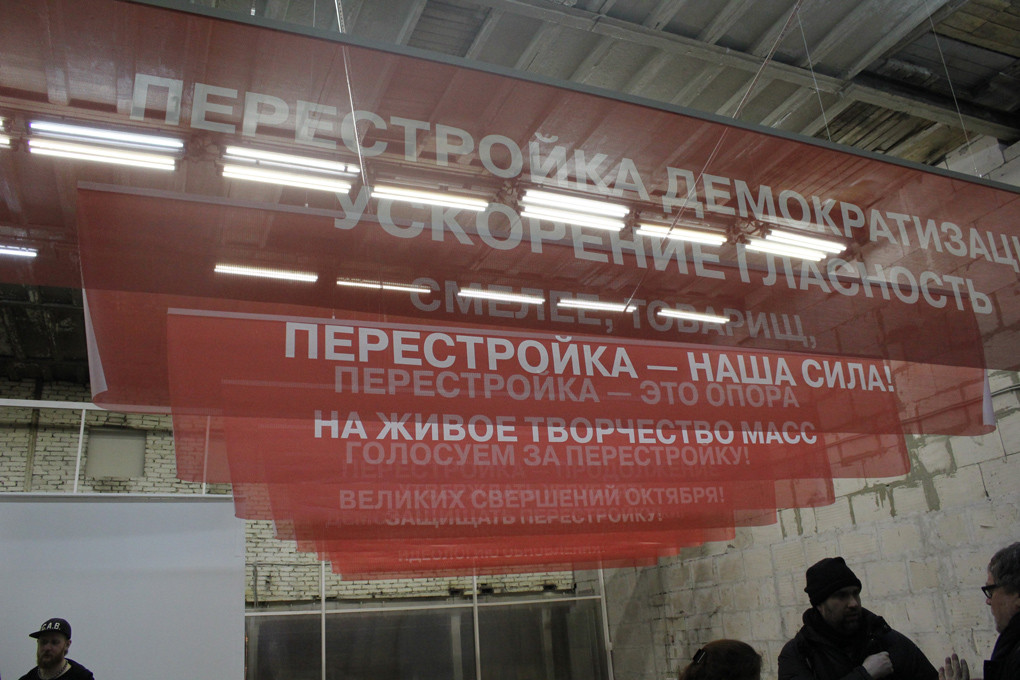 ПЕРЕСТРОЙКА ДЕМОКРАТИЗАЦИ
УСКОРЕНИЕ ГЛАСНОСТЬ
СМЕЛЕЕ, ТОВАРИЩ,
ПЕРЕСТРОЙКА — НАША СИЛА!
ПЕРЕСТРОЙКА — ЭТО ОПОРА
НА ЖИВОЕ ТВОРЧЕСТВО МАСС
ГОЛОСУЕМ ЗА ПЕРЕСТРОЙКУ!
ВЕЛИКИХ СВЕРШЕНИЙ ОКТЯБРЯ!
ЗАЩИЩАТЬ ПЕРЕСТРОЙКУ!
C.A.B.